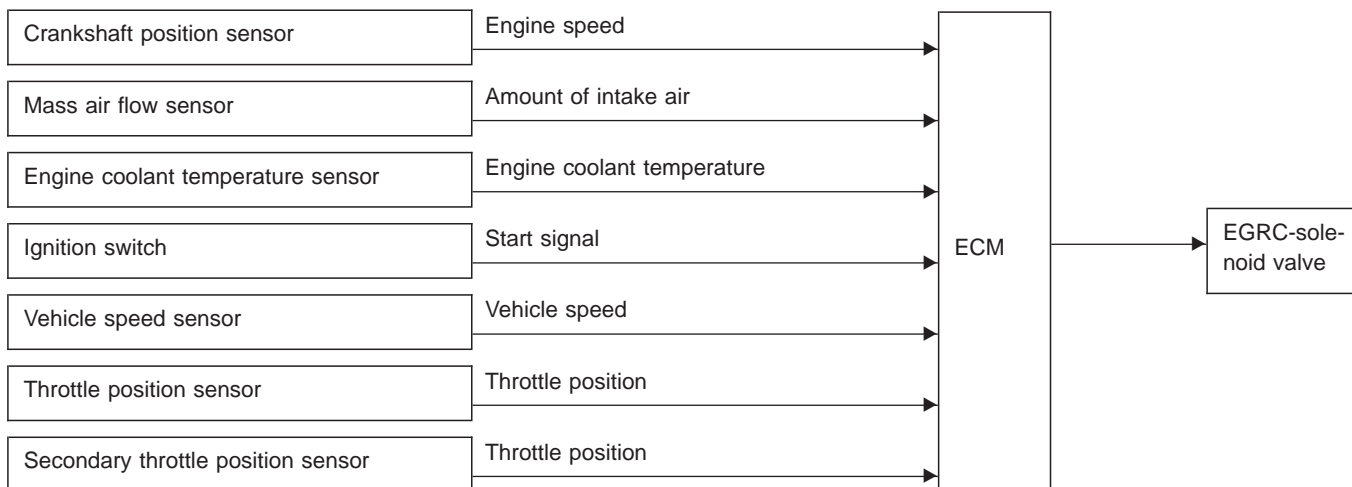 Crankshaft position sensor
Engine speed
Mass air flow sensor
Amount of intake air
Engine coolant temperature sensor
Engine coolant temperature
Ignition switch
Start signal
Vehicle speed sensor
Vehicle speed
Throttle position sensor
Throttle position
Secondary throttle position sensor
Throttle position
ECM
EGRC-sole-
noid valve